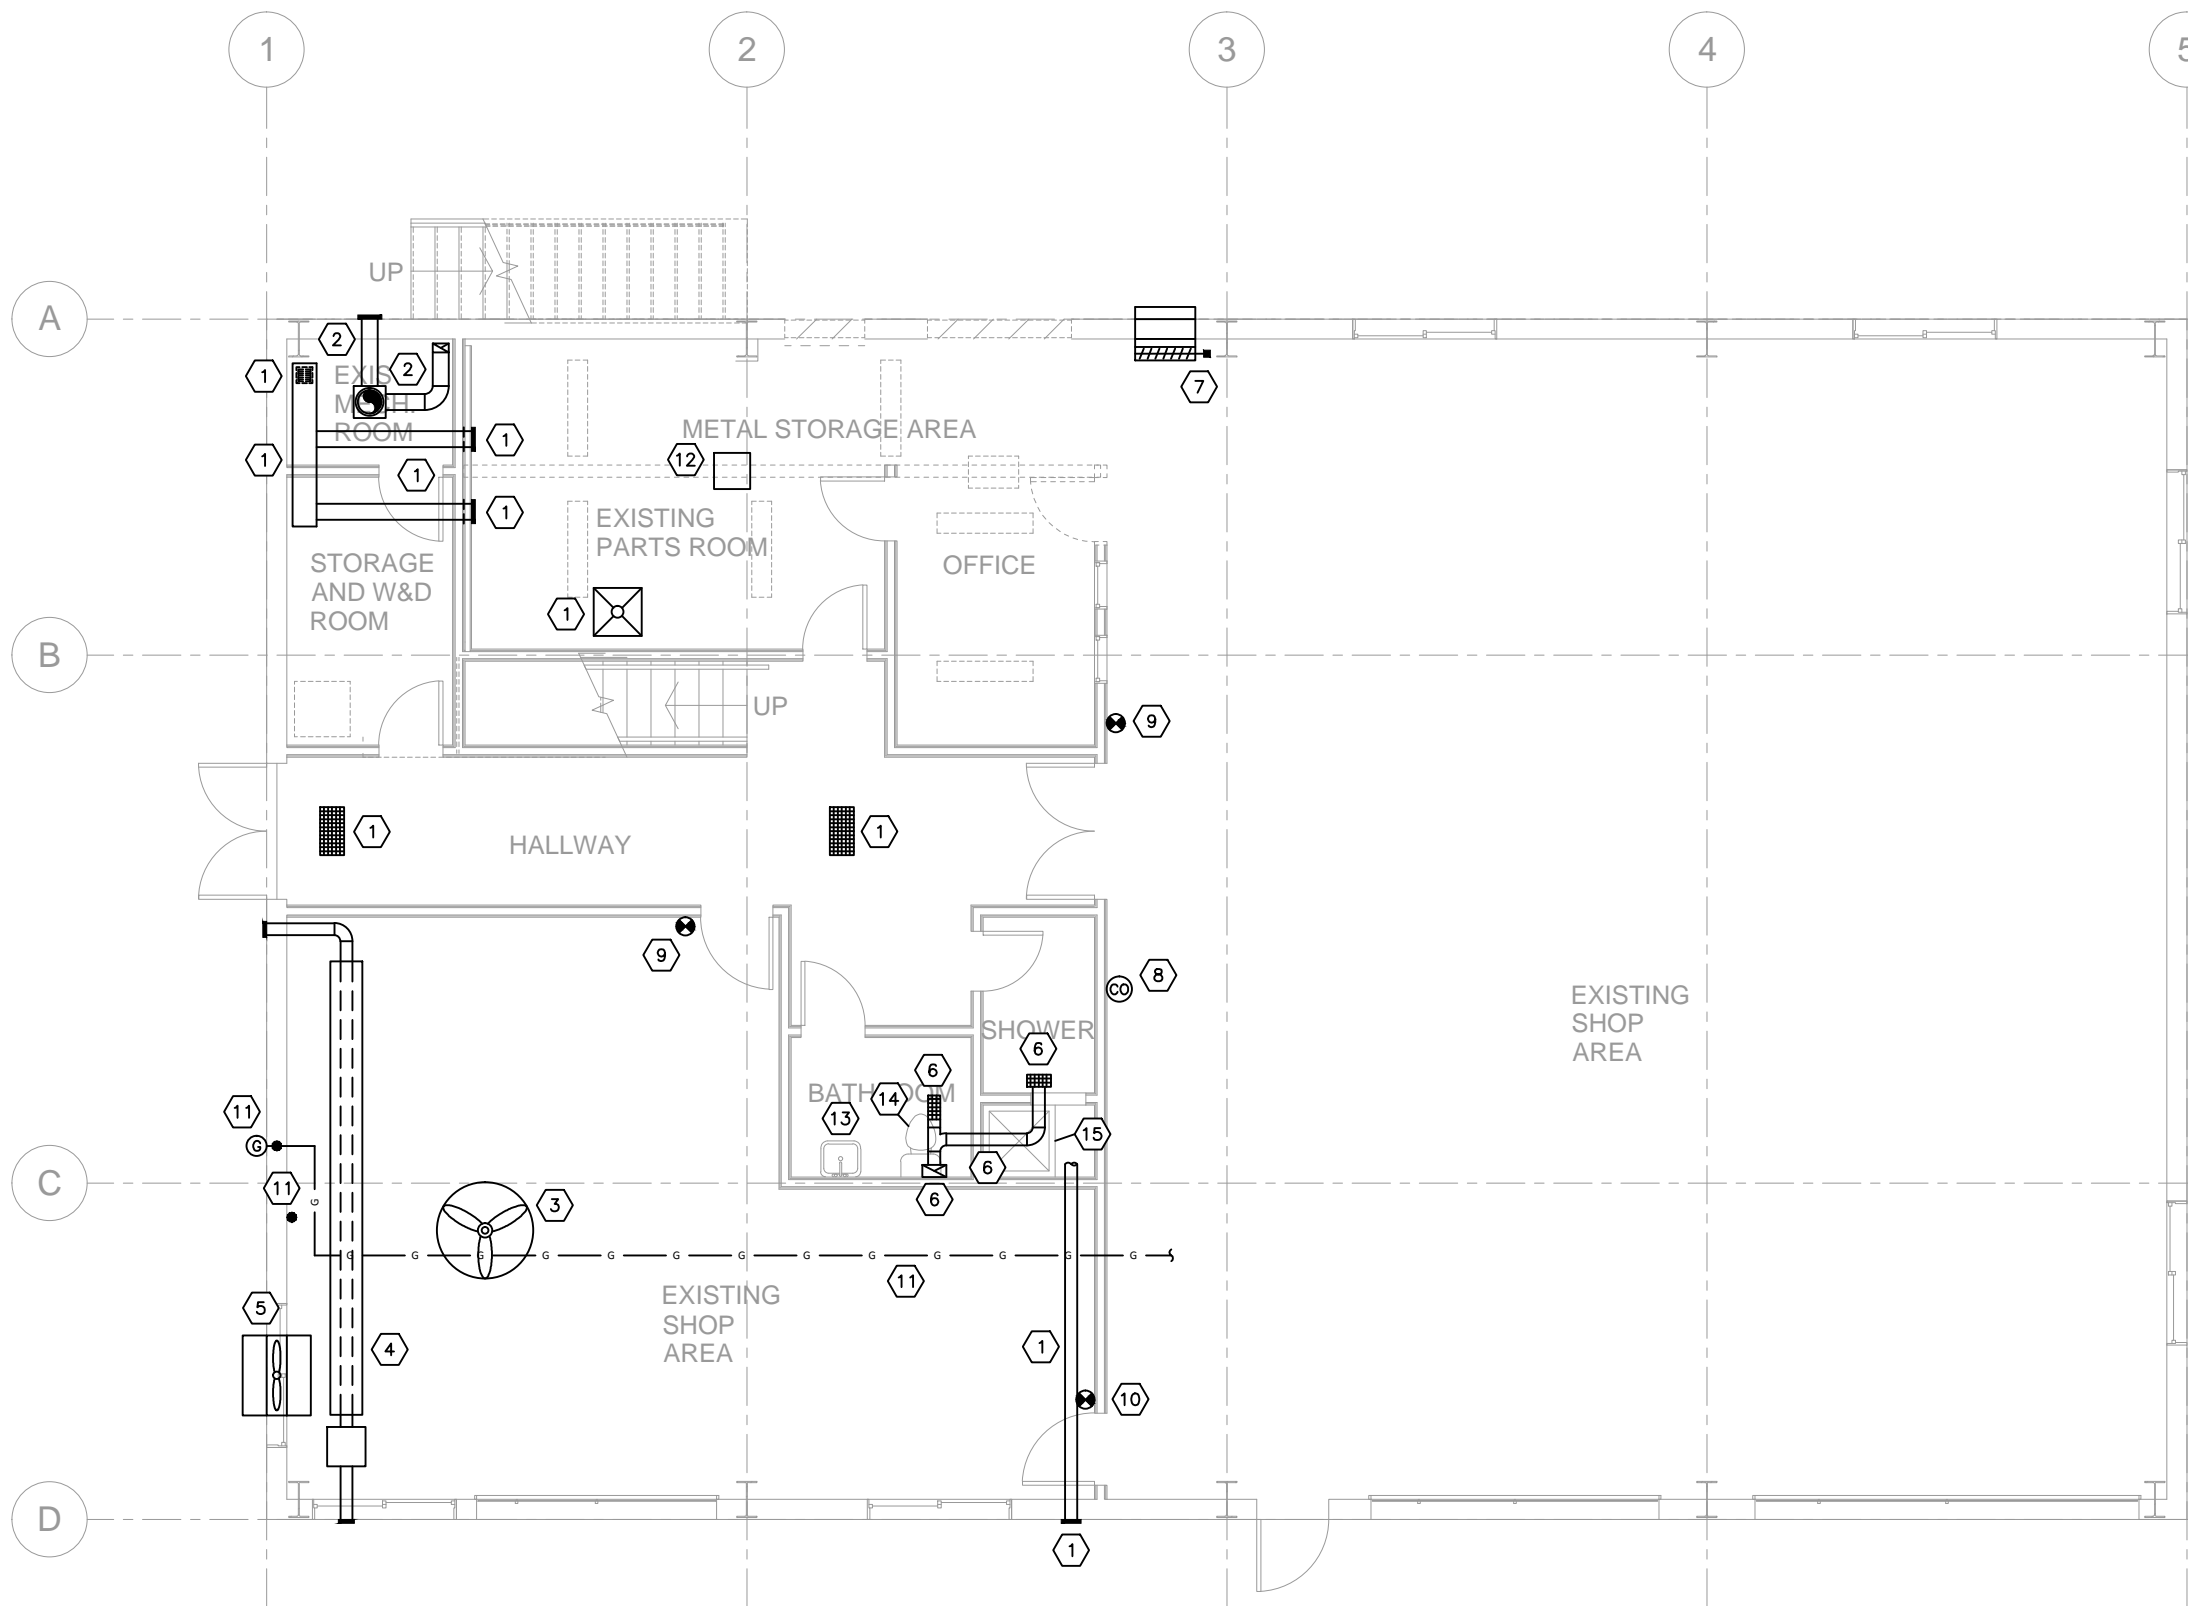 1
2
3
4
5
UP
A
2
2
1
EXIS
MECH.
ROOM
7
METAL STORAGE AREA
1
1
12
1
1
EXISTING
PARTS ROOM
STORAGE
AND W&D
ROOM
OFFICE
1
B
UP
9
1
HALLWAY
1
9
8
CO
EXISTING
SHOP
AREA
SHOWER
6
6
BATHROOM
14
13
11
G
15
6
C
11
6
G
3
G G G G G G G G G G G G G
11
EXISTING
SHOP
AREA
5
4
1
10
D
1